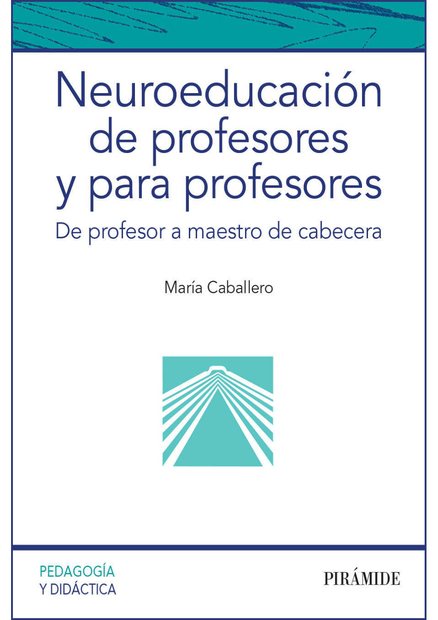 Neuroeducación
de profesores
y para profesores
De profesor a maestro de cabecera
María Caballero
PEDAGOGÍA
Y DIDÁCTICA
PIRÁMIDE